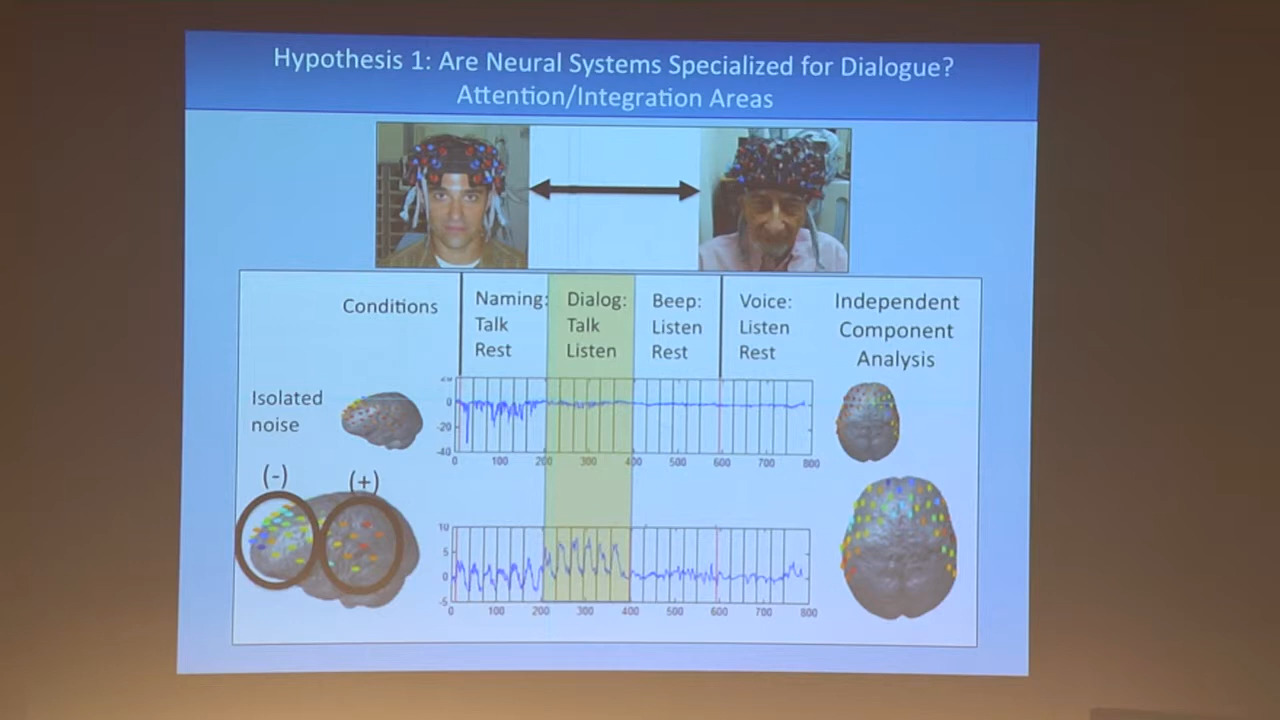 Hypothesis 1: Are Neural Systems Specialized for Dialogue?
Attention/Integration Areas
Conditions
Naming:
Talk
Rest
Dialog:
Talk
Listen
Beep:
Listen
Rest
Voice:
Listen
Rest
Independent
Component
Analysis
Isolated
noise
0
-20
-40
0 100 200 300 400 500 600 700 800
(-)
(+)
10
5
0
-5
0 100 200 300 400 500 600 700 800